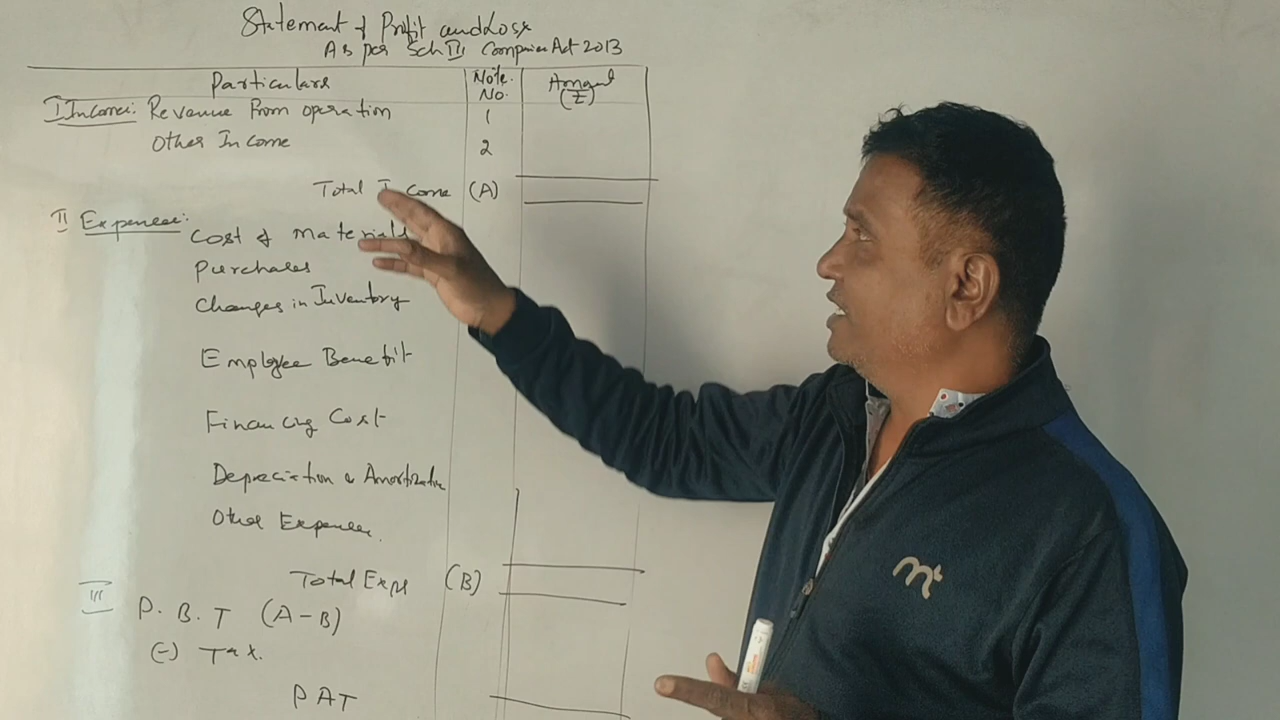 Statement of Profit and Loss
As per Sch III Companies Act 2013
Particulars Note. No. Amount (₹)
I Income: Revenue From operation 1
Other Income 2
Total Income (A)
II Expenses:
Cost of Materials
Purchases
Changes in Inventory
Employee Benefit
Financing Cost
Depreciation & Amortization
Other Expenses.
Total Exps (B)
III P. B. T (A-B)
(-) Tax.
PAT